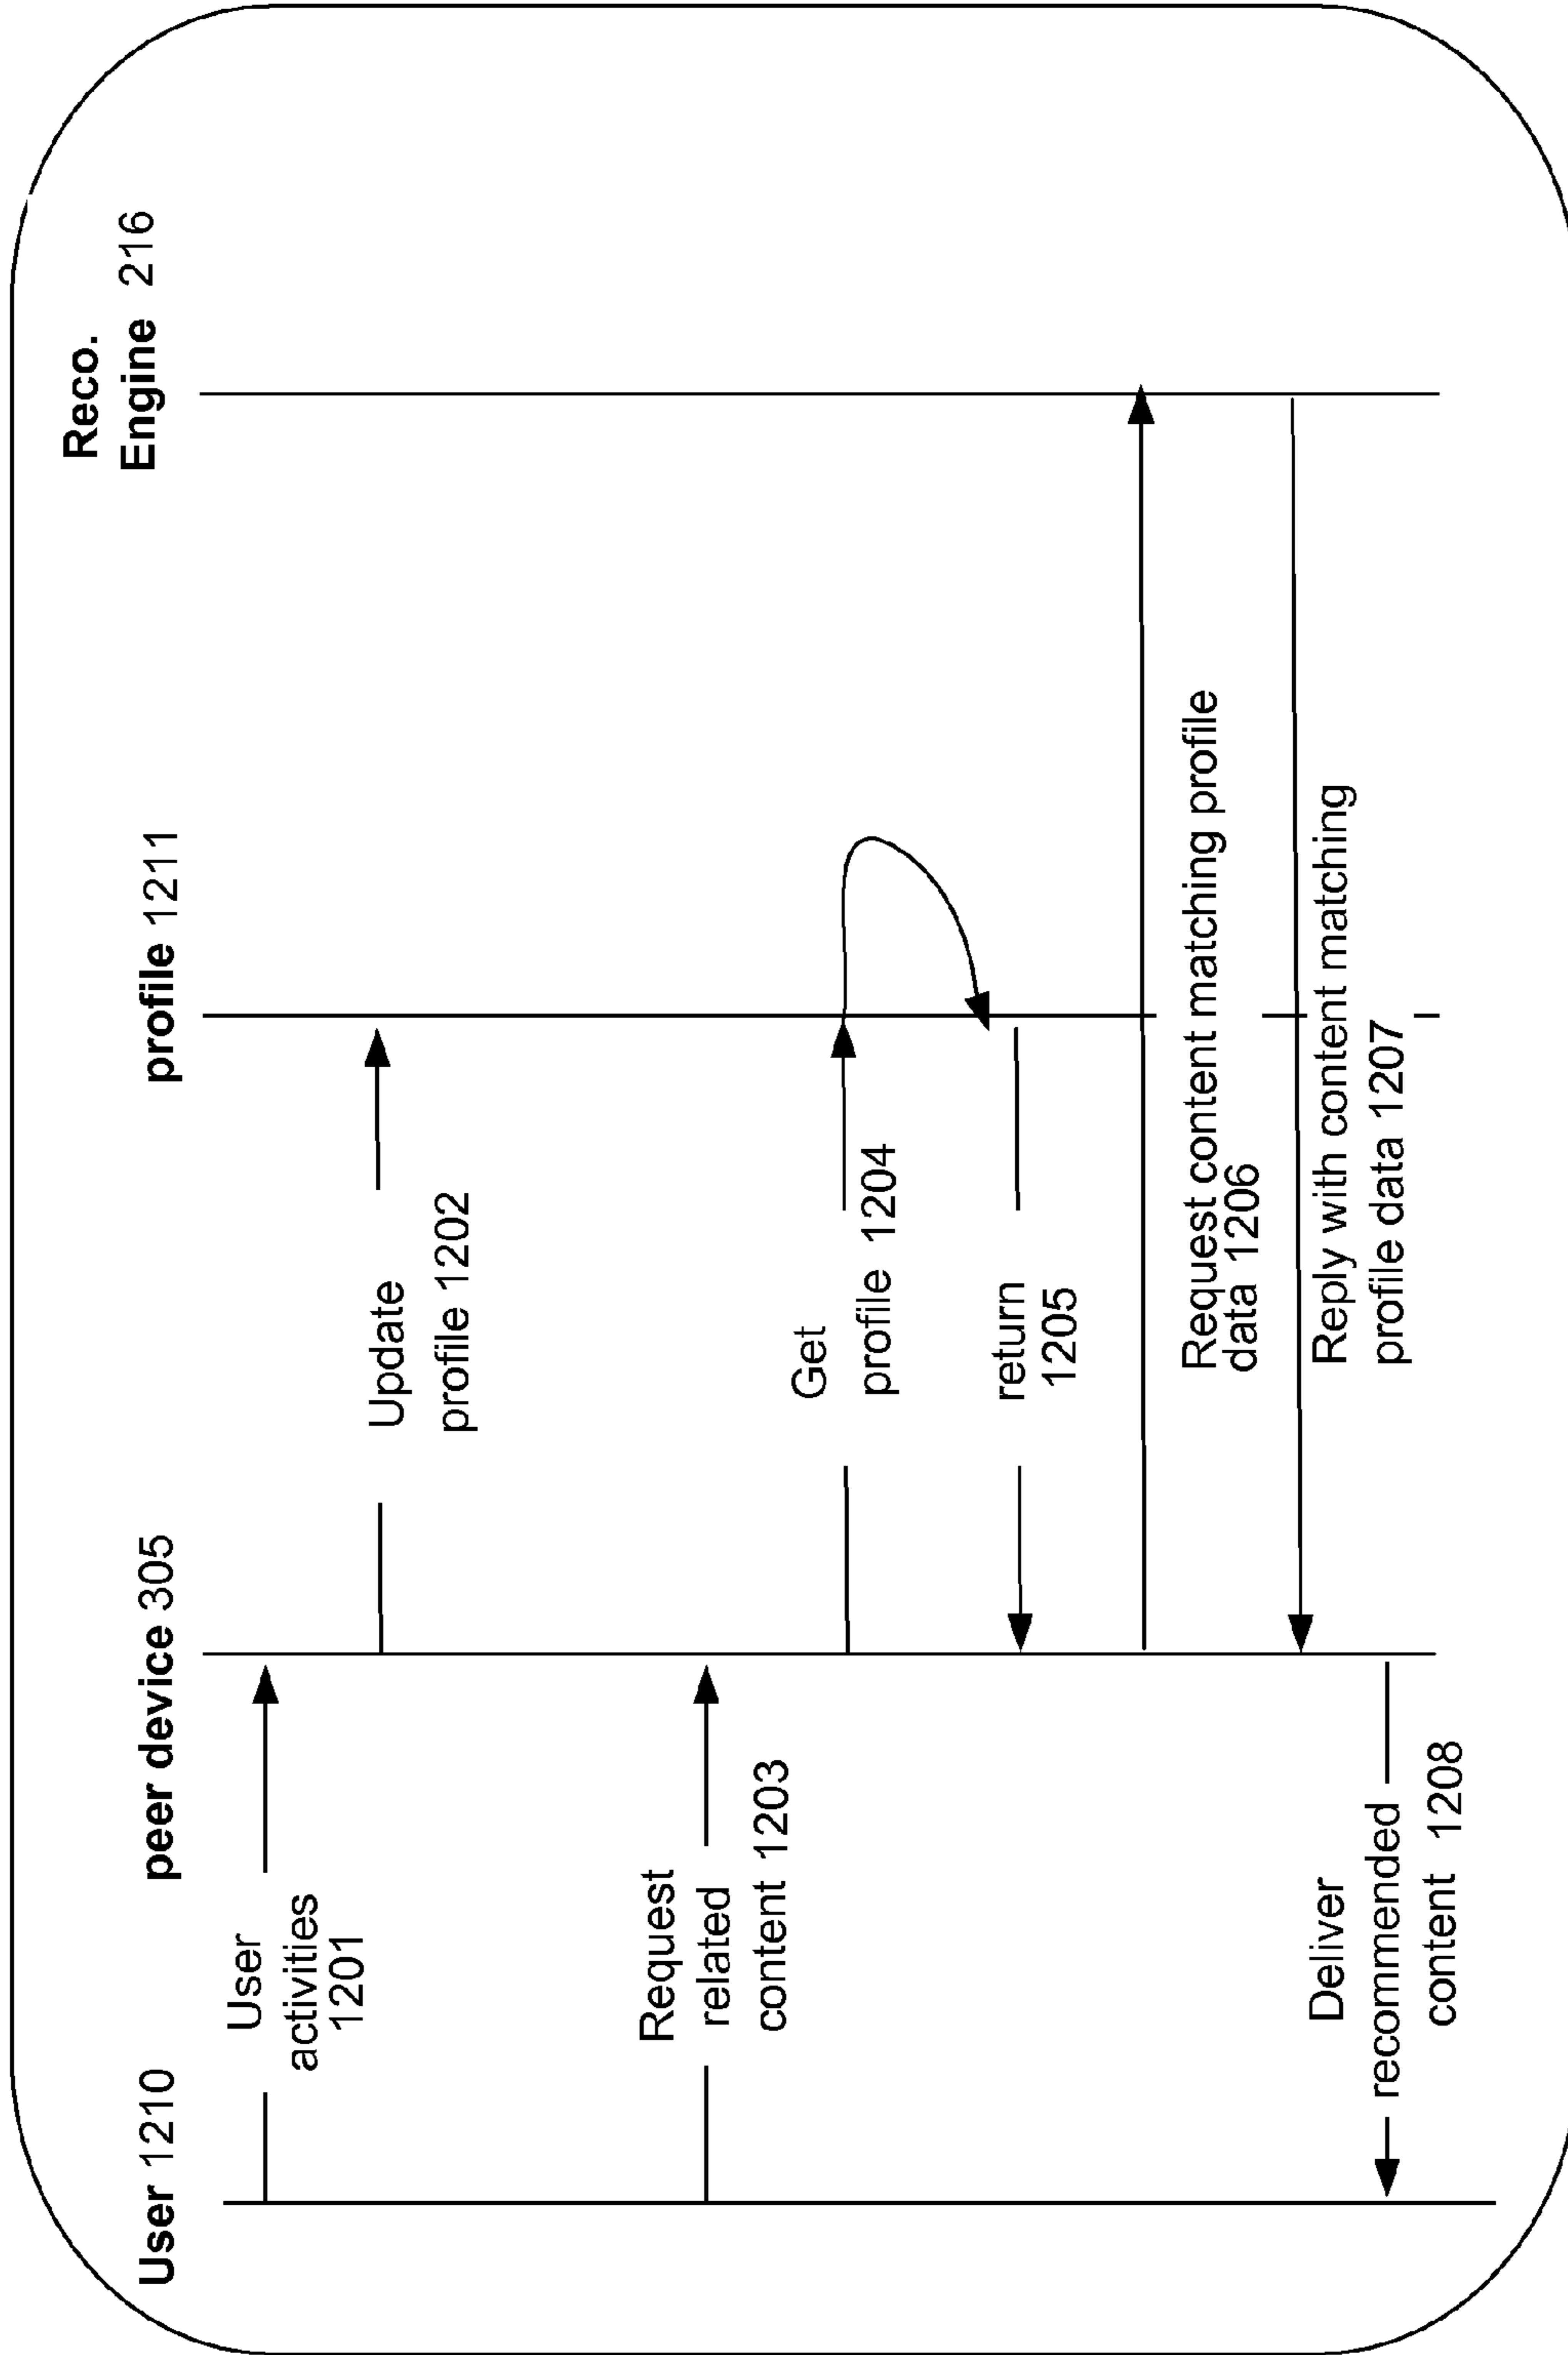 User 1210
peer device 305
profile 1211
Reco.
Engine 216
User
activities
1201
Update
profile 1202
Request
related
content 1203
Get
profile 1204
return
1205
Request content matching profile
data 1206
Reply with content matching
profile data 1207
Deliver
recommended
content 1208